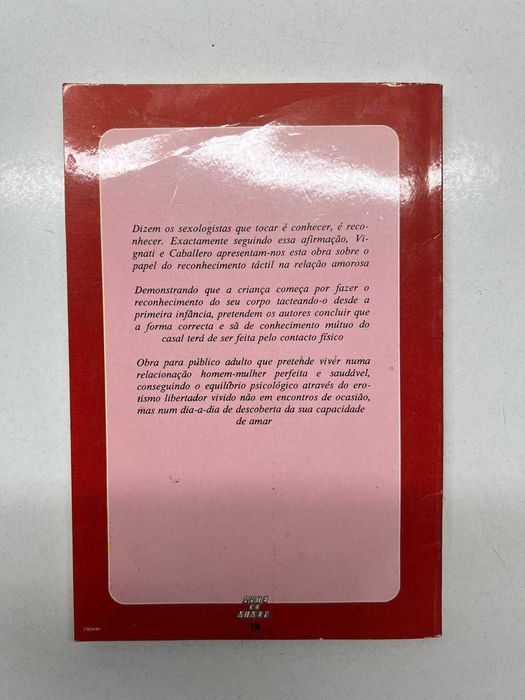 Dizem os sexologistas que tocar é conhecer, é reco-
nhecer. Exactamente seguindo essa afirmação, Vi-
gnati e Caballero apresentam-nos esta obra sobre o
papel do reconhecimento táctil na relação amorosa
Demonstrando que a criança começa por fazer o
reconhecimento do seu corpo tacteando-o desde a
primeira infância, pretendem os autores concluir que
a forma correcta e sã de conhecimento mútuo do
casal terá de ser feita pelo contacto físico
Obra para público adulto que pretende viver numa
relacionação homem-mulher perfeita e saudável,
conseguindo o equilíbrio psicológico através do ero-
tismo libertador vivido não em encontros de ocasião,
mas num dia-a-dia de descoberta da sua capacidade
de amar
18